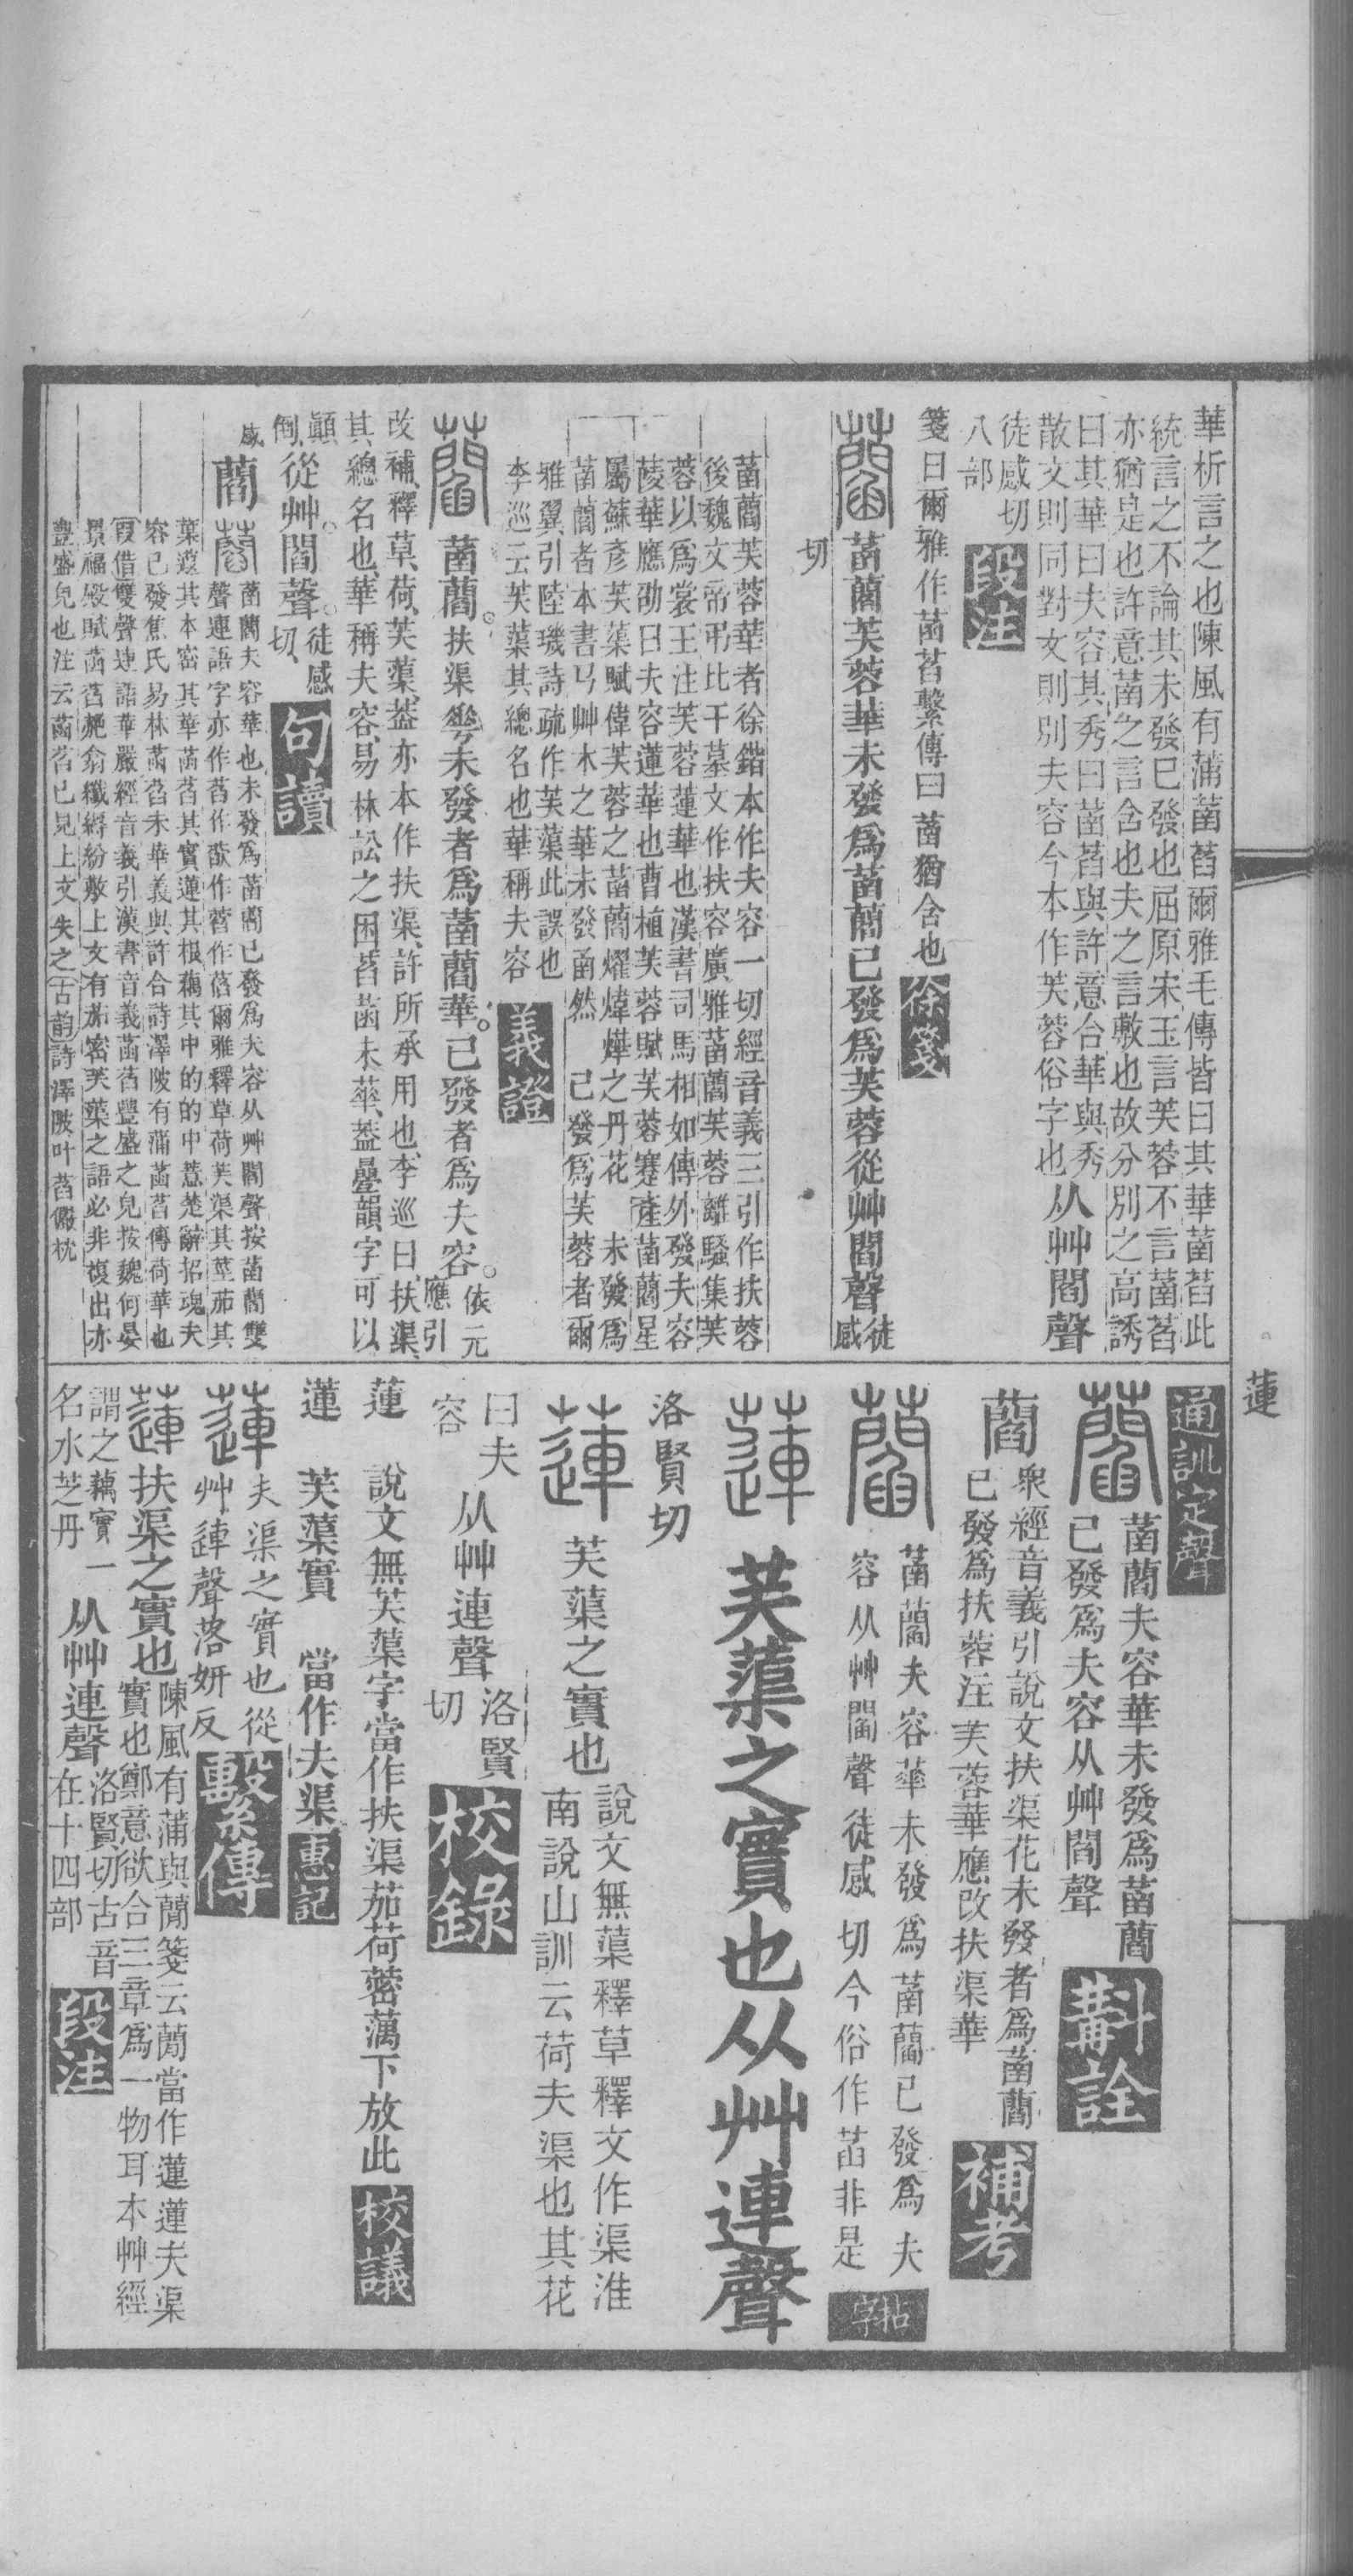 華析言之也陳風有蒲菡萏爾雅毛傳皆曰其華菡萏此
統言之不論其未發已發也屈原宋玉言芙蓉不言菡萏
亦猶是也許意菡之言含也夫之言敷也故分別之高誘
曰其華曰夫容其秀曰菡萏與許意合華與秀
散文則同對文則別夫容今本作芙蓉俗字也从艸閻聲
徒感切
八部
段注
箋曰爾雅作菡萏繫傳曰菡猶含也
徐箋
藺菡藺芙蓉華未發爲菡藺已發爲芙蓉從艸閻聲徒感
切
菡藺芙蓉華者徐鍇本作夫容一切經音義三引作扶蓉
後魏文帝弔比干墓文作扶容廣雅菡藺芙蓉離騷集芙
蓉以爲裳王注芙蓉蓮華也漢書司馬相如傳外發夫容
蔆華應劭曰夫容蓮華也曹植芙蓉賦芙蓉蹇產菡藺星
屬蘇彥芙蕖賦偉芙蓉之菡藺燿煒燁之丹花 未發爲
菡藺者本書𢎘艸木之華未發𢎘然 已發爲芙蓉者爾
雅翼引陸璣詩疏作芙蕖此誤也
李巡云芙蕖其總名也華稱夫容
義證
菡藺。扶渠𠌶未發者爲菡藺華。已發者爲夫容。依元應引
改補、釋草、荷、芙蕖、葢亦本作扶渠、許所承用也、李巡曰、扶渠、
其總名也、華稱夫容、易林訟之困、萏菡未華、葢疊韻字可以
顚倒、從艸。閻聲。徒感切、
句讀
藺 菡藺夫容華也未發爲菡藺已發爲夫容从艸閻聲按菡藺雙
聲連語字亦作萏作歚作䓿作萏爾雅釋草荷芙渠其莖茄其
葉蕸其本蔤其華菡萏其實蓮其根藕其中的的中薏楚辭招魂夫
容已發焦氏易林菡萏未華義與許合詩澤陂有蒲菡萏傳荷華也
叚借雙聲連語華嚴經音義引漢書音義菡萏豐盛之皃按魏何晏
景福殿賦菡萏赩翕纖縟紛敷上文有茄蔤芙蕖之語必非複出亦
豐盛皃也注云菡萏已見上文失之古韵詩澤陂叶萏儼枕
蓮
通訓定聲
菡藺夫容華未發爲菡藺
已發爲夫容从艸閻聲
斠詮
藺
衆經音義引說文扶渠花未發者爲菡藺
已發爲扶蓉注芙蓉華應改扶渠華
補考
菡藺夫容華未發爲菡藺已發爲夫
容从艸閻聲徒感切今俗作萏非是
拈字
蓮 芙蕖之實也从艸連聲
洛賢切
蓮 芙蕖之實也說文無蕖釋草釋文作渠淮
南說山訓云荷夫渠也其花
曰夫容从艸連聲洛賢切
校錄
蓮 說文無芙蕖字當作扶渠茄荷蔤蕅下放此
校議
蓮 芙蕖實 當作夫渠
惠記
蓮 夫渠之實也從
艸連聲洛妍反
繫傳
蓮 扶渠之實也陳風有蒲與蕑箋云蕑當作蓮蓮夫渠
實也鄭意欲合三章爲一物耳本艸經
謂之藕實一
名水芝丹从艸連聲洛賢切古音
在十四部
段注